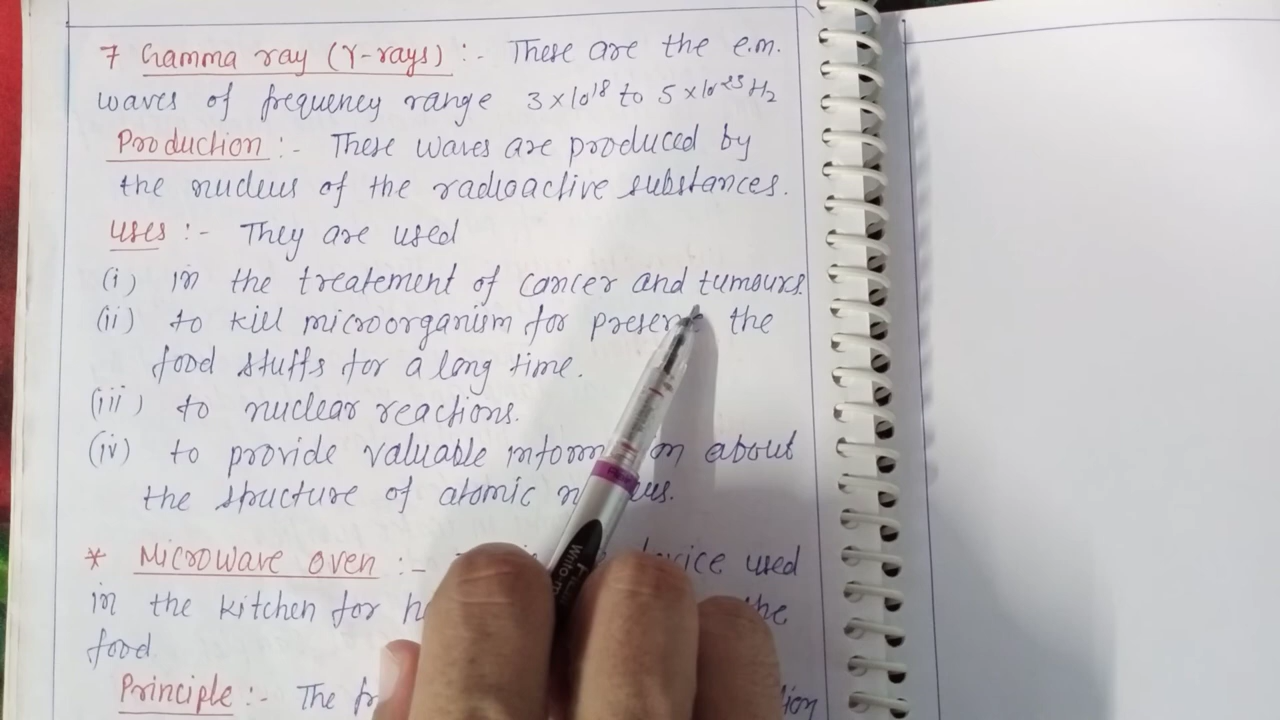 7 Gamma ray (γ-rays) :- These are the e.m.
waves of frequency range 3×10¹⁸ to 5×10²³Hz
Production :- These waves are produced by
the nucleus of the radioactive substances.
Uses :- They are used
(i) in the treatement of cancer and tumours.
(ii) to kill microorganism for the
food stuffs for a long time.
(iii) to nuclear reactions.
(iv) to provide valuable about
the structure of atomic
* Microwave oven :- device used
in the kitchen for the
food
Principle :- The